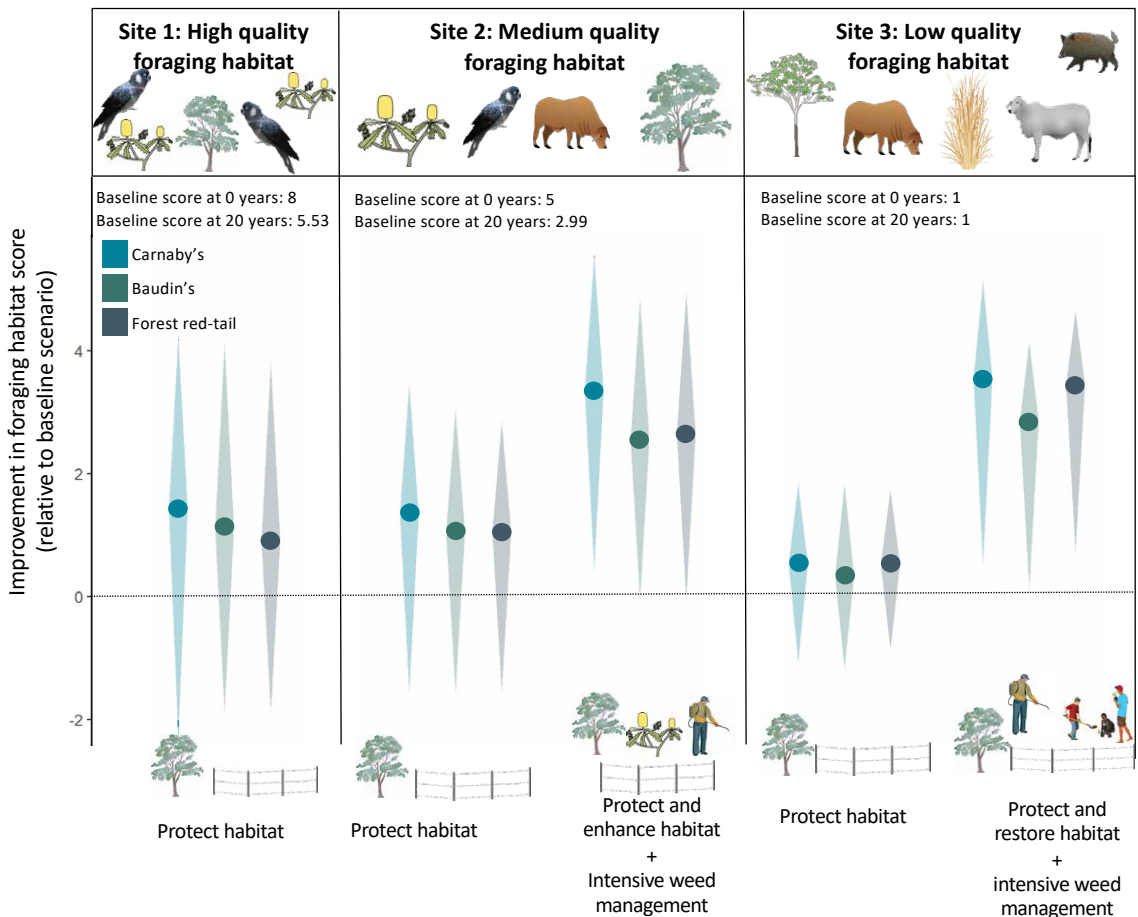 Site 1: High quality
foraging habitat
Site 2: Medium quality
foraging habitat
Site 3: Low quality
foraging habitat
Baseline score at 0 years: 8
Baseline score at 20 years: 5.53
Baseline score at 0 years: 5
Baseline score at 20 years: 2.99
Baseline score at 0 years: 1
Baseline score at 20 years: 1
Carnaby's
Baudin's
Forest red-tail
Improvement in foraging habitat score
(relative to baseline scenario)
4
2
0
-2
Protect habitat
Protect habitat
Protect and
enhance habitat
+
Intensive weed
management
Protect habitat
Protect and
restore habitat
+
intensive weed
management